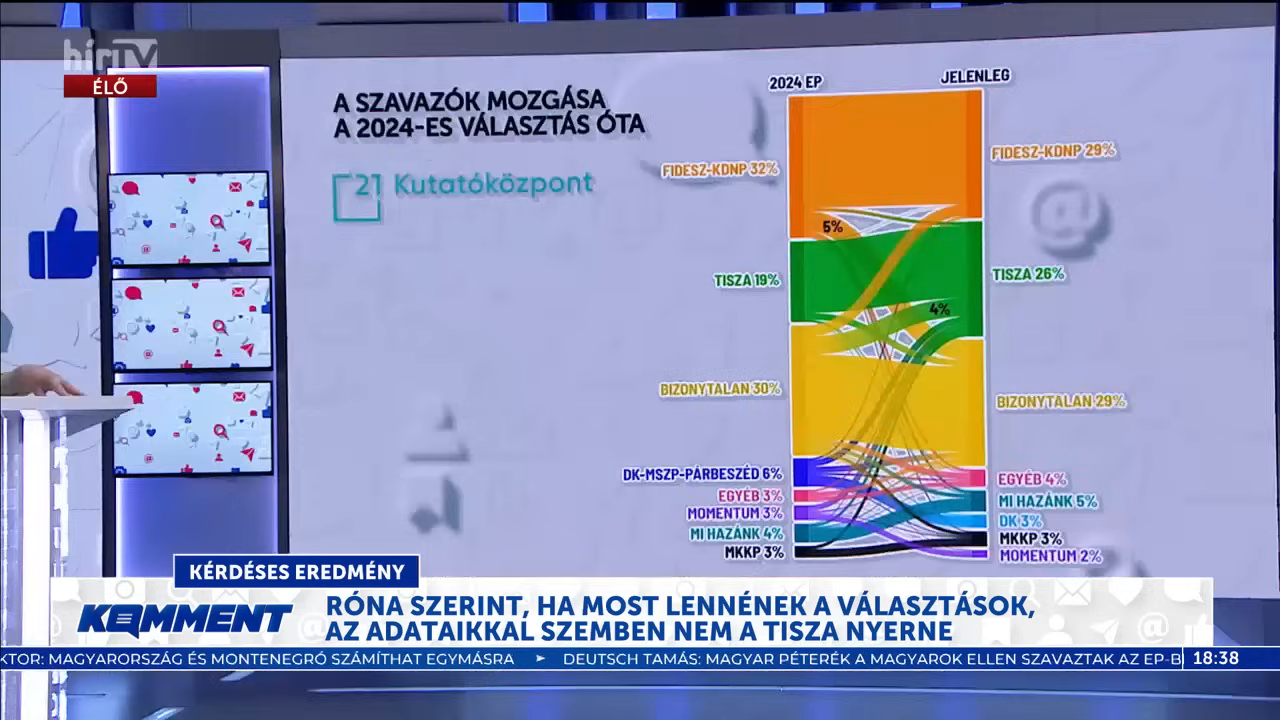 hírTV
ÉLŐ
A SZAVAZÓK MOZGÁSA
A 2024-ES VÁLASZTÁS ÓTA
21 Kutatóközpont
2024 EP
JELENLEG
FIDESZ-KDNP 32%
FIDESZ-KDNP 29%
5%
TISZA 19%
TISZA 26%
4%
BIZONYTALAN 30%
BIZONYTALAN 29%
DK-MSZP-PÁRBESZÉD 6%
EGYÉB 3%
MOMENTUM 3%
MI HAZÁNK 4%
MKKP 3%
EGYÉB 4%
MI HAZÁNK 5%
DK 3%
MKKP 3%
MOMENTUM 2%
KÉRDÉSES EREDMÉNY
KOMMENT
RÓNA SZERINT, HA MOST LENNÉNEK A VÁLASZTÁSOK,
AZ ADATAIKKAL SZEMBEN NEM A TISZA NYERNE
KTOR: MAGYARORSZÁG ÉS MONTENEGRÓ SZÁMÍTHAT EGYMÁSRA ► DEUTSCH TAMÁS: MAGYAR PÉTERÉK A MAGYAROK ELLEN SZAVAZTAK AZ EP-B
18:38